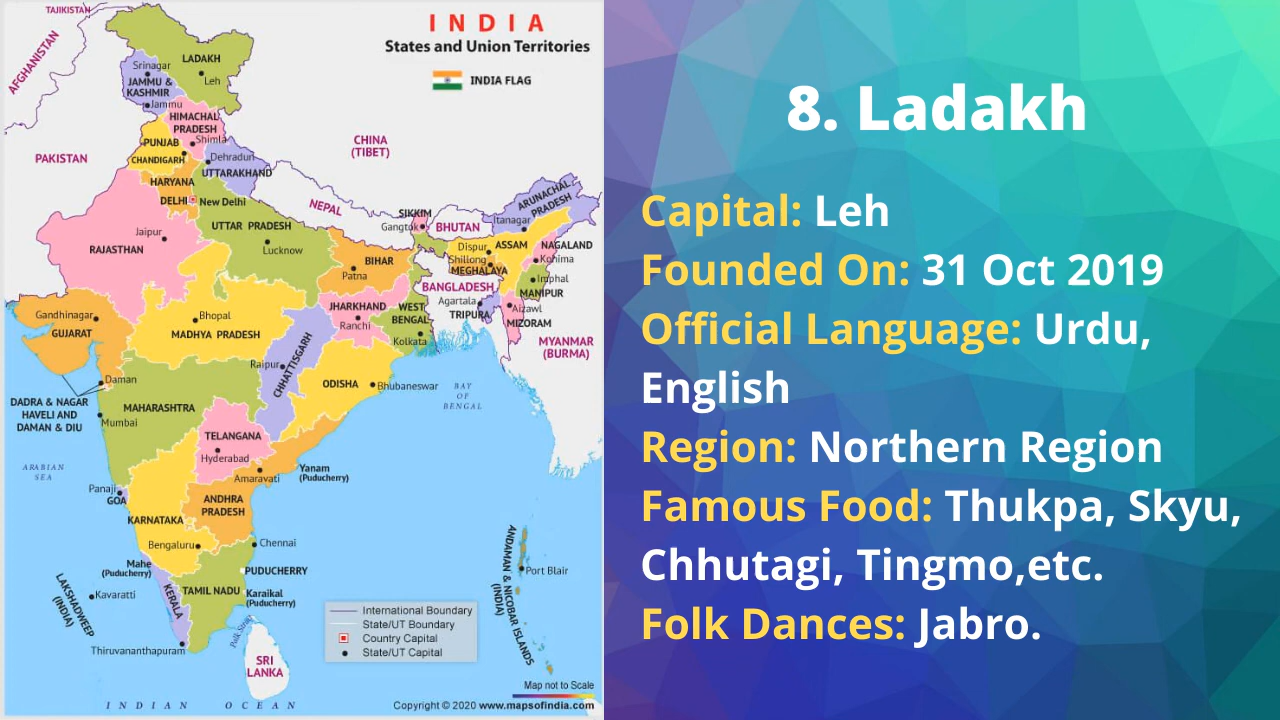 TAJIKISTAN
AFGHANISTAN
INDIA
States and Union Territories
INDIA FLAG
LADAKH
Srinagar
Leh
JAMMU &
KASHMIR
Jammu
HIMACHAL
PRADESH
Shimla
PUNJAB
CHANDIGARH
Dehradun
UTTARAKHAND
CHINA
(TIBET)
PAKISTAN
HARYANA
DELHI
New Delhi
NEPAL
ARUNACHAL
PRADESH
SIKKIM
Gangtok
BHUTAN
Itanagar
Jaipur
RAJASTHAN
UTTAR PRADESH
Lucknow
BIHAR
Patna
Dispur
ASSAM
NAGALAND
Shillong
Kohima
MEGHALAYA
Imphal
MANIPUR
BANGLADESH
Agartala
TRIPURA
Aizawl
MIZORAM
MYANMAR
(BURMA)
Gandhinagar
GUJARAT
Bhopal
MADHYA PRADESH
JHARKHAND
Ranchi
WEST
BENGAL
Kolkata
Raipur
CHHATTISGARH
ODISHA
Bhubaneswar
BAY
OF
BENGAL
Daman
DADRA & NAGAR
HAVELI AND
DAMAN & DIU
MAHARASHTRA
Mumbai
TELANGANA
Hyderabad
ARABIAN
SEA
Amaravati
Yanam
(Puducherry)
Panaji
GOA
ANDHRA
PRADESH
KARNATAKA
Bengaluru
Chennai
Mahe
(Puducherry)
PUDUCHERRY
TAMIL NADU
Karaikal
(Puducherry)
KERALA
LAKSHADWEEP
(INDIA)
Kavaratti
Thiruvananthapuram
Palk Strait
SRI
LANKA
ANDAMAN & NICOBAR ISLANDS
(INDIA)
Port Blair
International Boundary
State/UT Boundary
Country Capital
State/UT Capital
Map not to Scale
INDIAN OCEAN
Copyright © 2020 www.mapsofindia.com
8. Ladakh
Capital: Leh
Founded On: 31 Oct 2019
Official Language: Urdu,
English
Region: Northern Region
Famous Food: Thukpa, Skyu,
Chhutagi, Tingmo,etc.
Folk Dances: Jabro.